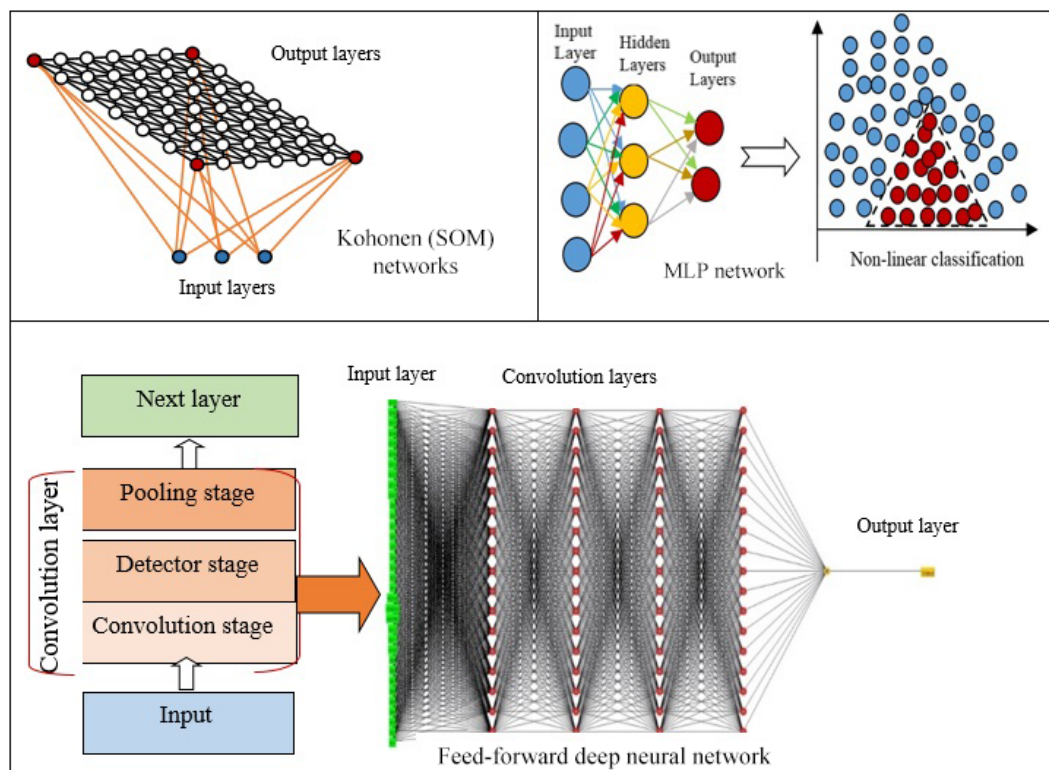 Output layers
Kohonen (SOM)
networks
Input layers
Input
Layer
Hidden
Layers
Output
Layers
MLP network
Non-linear classification
Next layer
Convolution layer
Pooling stage
Detector stage
Convolution stage
Input
Input layer
Convolution layers
Output layer
Feed-forward deep neural network